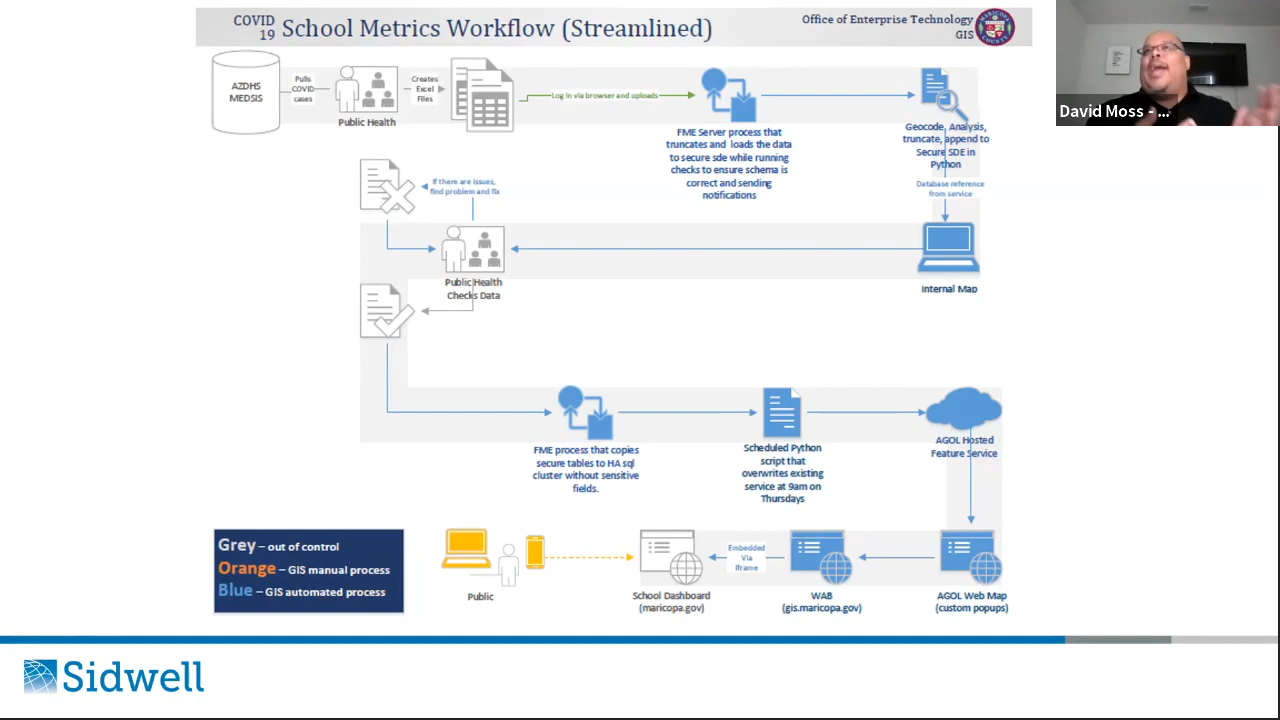 COVID
19
School Metrics Workflow (Streamlined)
Office of Enterprise Technology
GIS
MARICOPA
COUNTY
AZDHS
MEDSIS
Pulls
COVID
cases
Public Health
Creates
Excel
Files
Log in via browser and uploads
FME Server process that
truncates and loads the data
to secure sde while running
checks to ensure schema is
correct and sending
notifications
Geocode, Analysis,
truncate, append to
Secure SDE in
Python
Database reference
from service
If there are issues,
find problem and fix
Public Health
Checks Data
Internal Map
FME process that copies
secure tables to HA sql
cluster without sensitive
fields.
Scheduled Python
script that
overwrites existing
service at 9am on
Thursdays
AGOL Hosted
Feature Service
Grey – out of control
Orange – GIS manual process
Blue – GIS automated process
Public
School Dashboard
(maricopa.gov)
Embedded
Via
Iframe
WAB
(gis.maricopa.gov)
AGOL Web Map
(custom popups)
David Moss - ...
Sidwell